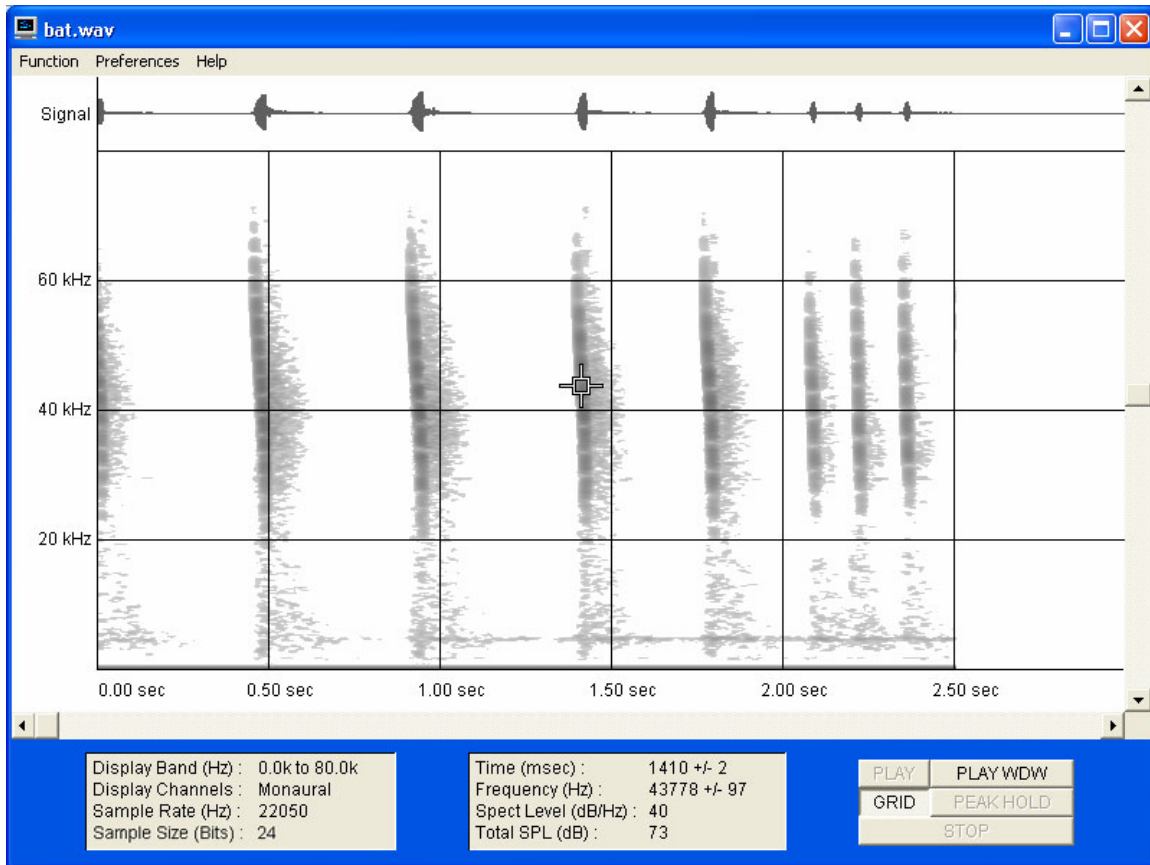 bat.wav
Function Preferences Help
Signal
60 kHz
40 kHz
20 kHz
0.00 sec 0.50 sec 1.00 sec 1.50 sec 2.00 sec 2.50 sec
Display Band (Hz) : 0.0k to 80.0k
Display Channels : Monaural
Sample Rate (Hz) : 22050
Sample Size (Bits) : 24
Time (msec) : 1410 +/- 2
Frequency (Hz) : 43778 +/- 97
Spect Level (dB/Hz) : 40
Total SPL (dB) : 73
PLAY PLAY WDW
GRID PEAK HOLD
STOP